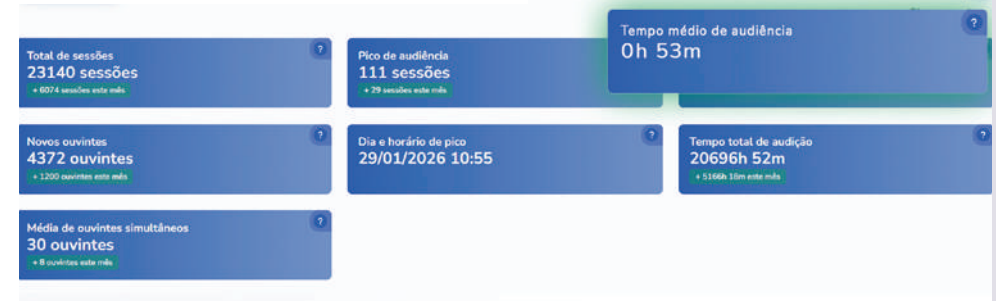 Total de sessões
23140 sessões
+ 6074 sessões este mês
?
Pico de audiência
111 sessões
+ 29 sessões este mês
Tempo médio de audiência
0h 53m
?
Novos ouvintes
4372 ouvintes
+ 1200 ouvintes este mês
?
Dia e horário de pico
29/01/2026 10:55
?
Tempo total de audição
20696h 52m
+ 5166h 18m este mês
?
Média de ouvintes simultâneos
30 ouvintes
+ 8 ouvintes este mês
?